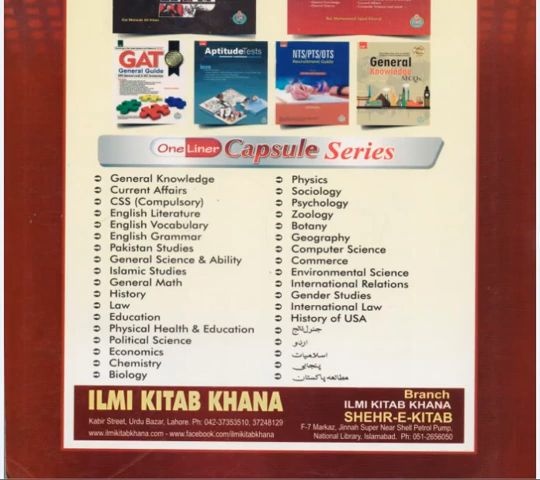 GAT
General Guide
AptitudeTests
NTS/PTS/OTS
Recruitment Guide
General
Knowledge
MCQs
One Liner Capsule Series
General Knowledge
Current Affairs
CSS (Compulsory)
English Literature
English Vocabulary
English Grammar
Pakistan Studies
General Science & Ability
Islamic Studies
General Math
History
Law
Education
Physical Health & Education
Political Science
Economics
Chemistry
Biology
Physics
Sociology
Psychology
Zoology
Botany
Geography
Computer Science
Commerce
Environmental Science
International Relations
Gender Studies
International Law
History of USA
جنرل نالج
اردو
اسلامیات
پنجابی
مطالعہ پاکستان
ILMI KITAB KHANA
Kabir Street, Urdu Bazar, Lahore. Ph: 042-37353510, 37248129
www.ilmikitabkhana.com - www.facebook.com/ilmikitabkhana
Branch
ILMI KITAB KHANA
SHEHR-E-KITAB
F-7 Markaz, Jinnah Super Near Shell Petrol Pump,
National Library, Islamabad. Ph: 051-2656050